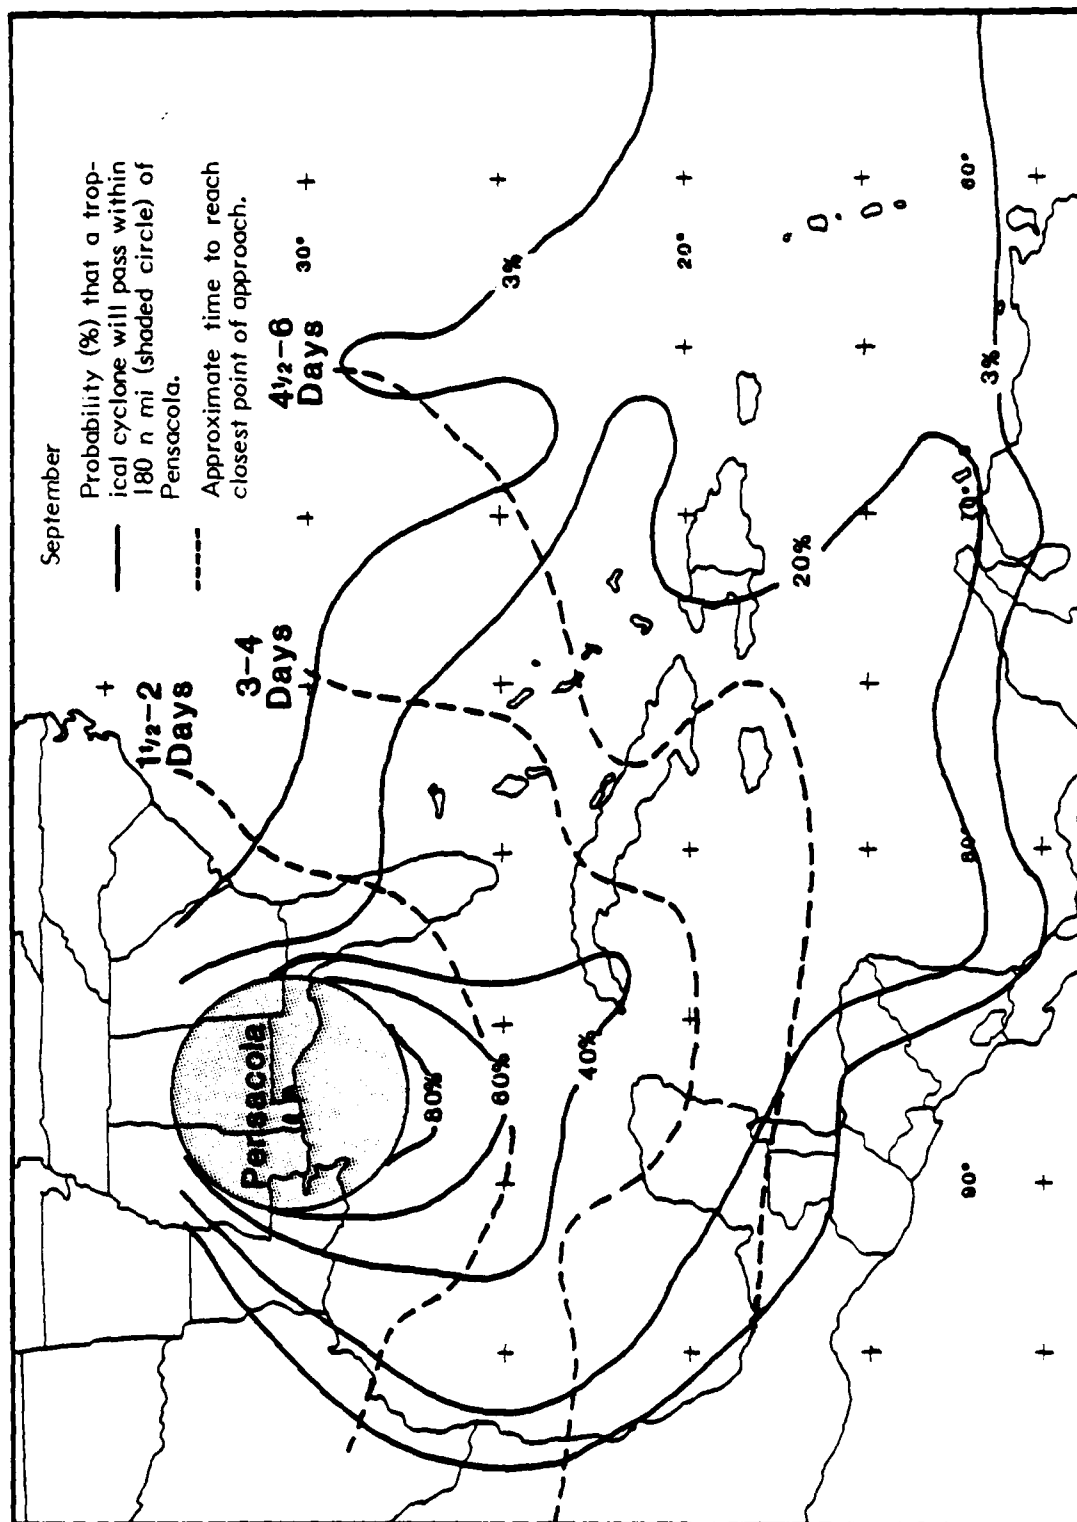 September
Probability (%) that a trop-
ical cyclone will pass within
180 n mi (shaded circle) of
Pensacola.
Approximate time to reach
closest point of approach.
1½-2
Days
3-4
Days
4½-6
Days
30°
20°
60°
70°
80°
90°
3%
3%
20%
40%
60%
80%
Pensacola